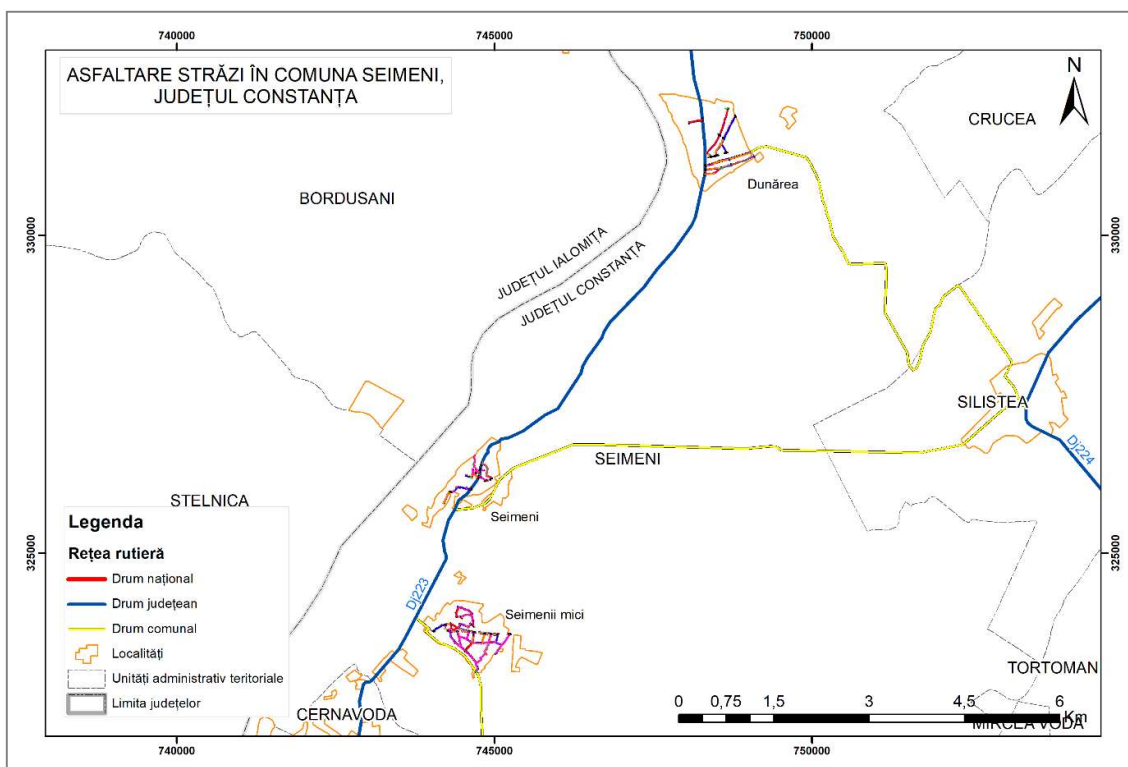 740000 745000 750000
ASFALTARE STRĂZI ÎN COMUNA SEIMENI,
JUDEȚUL CONSTANȚA
N
CRUCEA
Dunărea
BORDUSANI
330000 330000
JUDEȚUL IALOMIȚA
JUDEȚUL CONSTANȚA
SILISTEA
Dj224
SEIMENI
STELNICA
Seimeni
325000 325000
Dj223
Seimenii mici
Legenda
Rețea rutieră
Drum național
Drum județean
Drum comunal
Localități
Unități administrativ teritoriale
Limita județelor
TORTOMAN
CERNAVODA
0 0,75 1,5 3 4,5 6
Km
MIRCEA VODA
740000 745000 750000